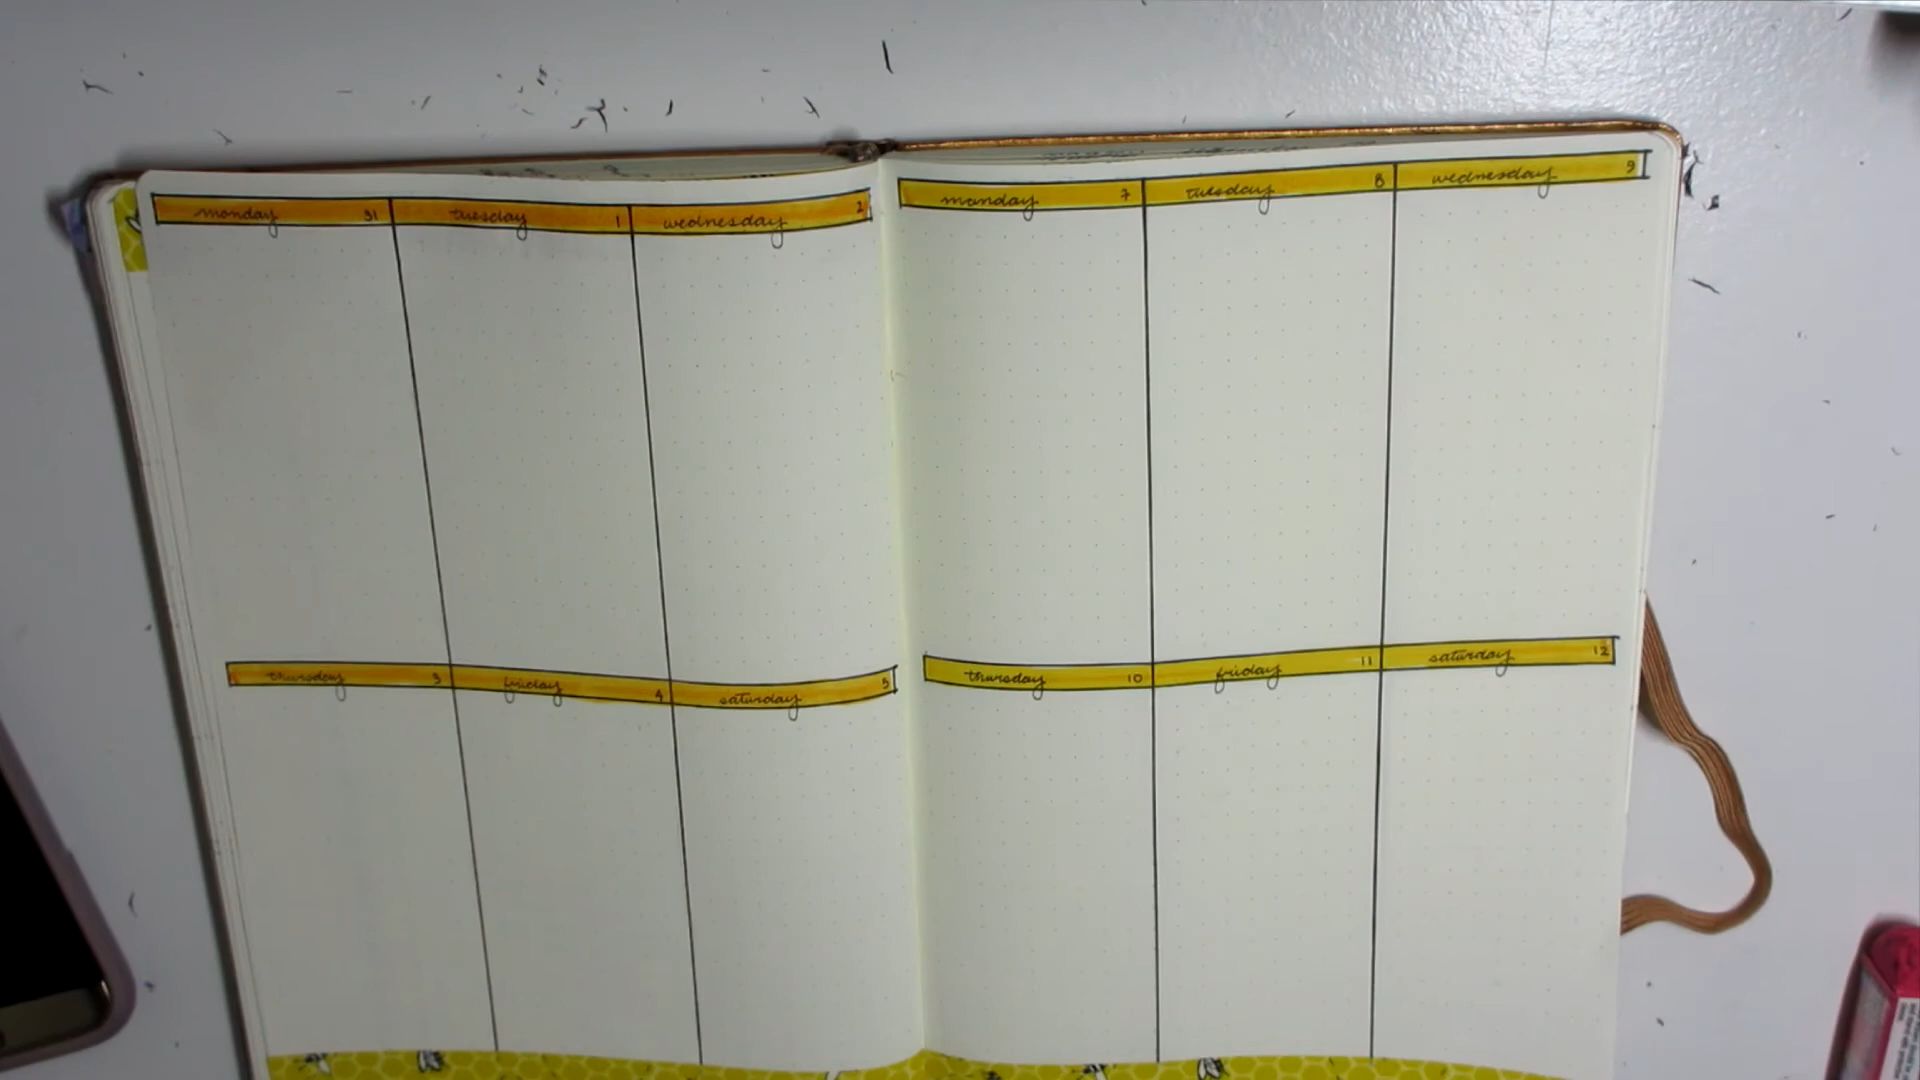 monday 31 tuesday 1 wednesday 2
thursday 3 friday 4 saturday 5
monday 7 tuesday 8 wednesday 9
thursday 10 friday 11 saturday 12